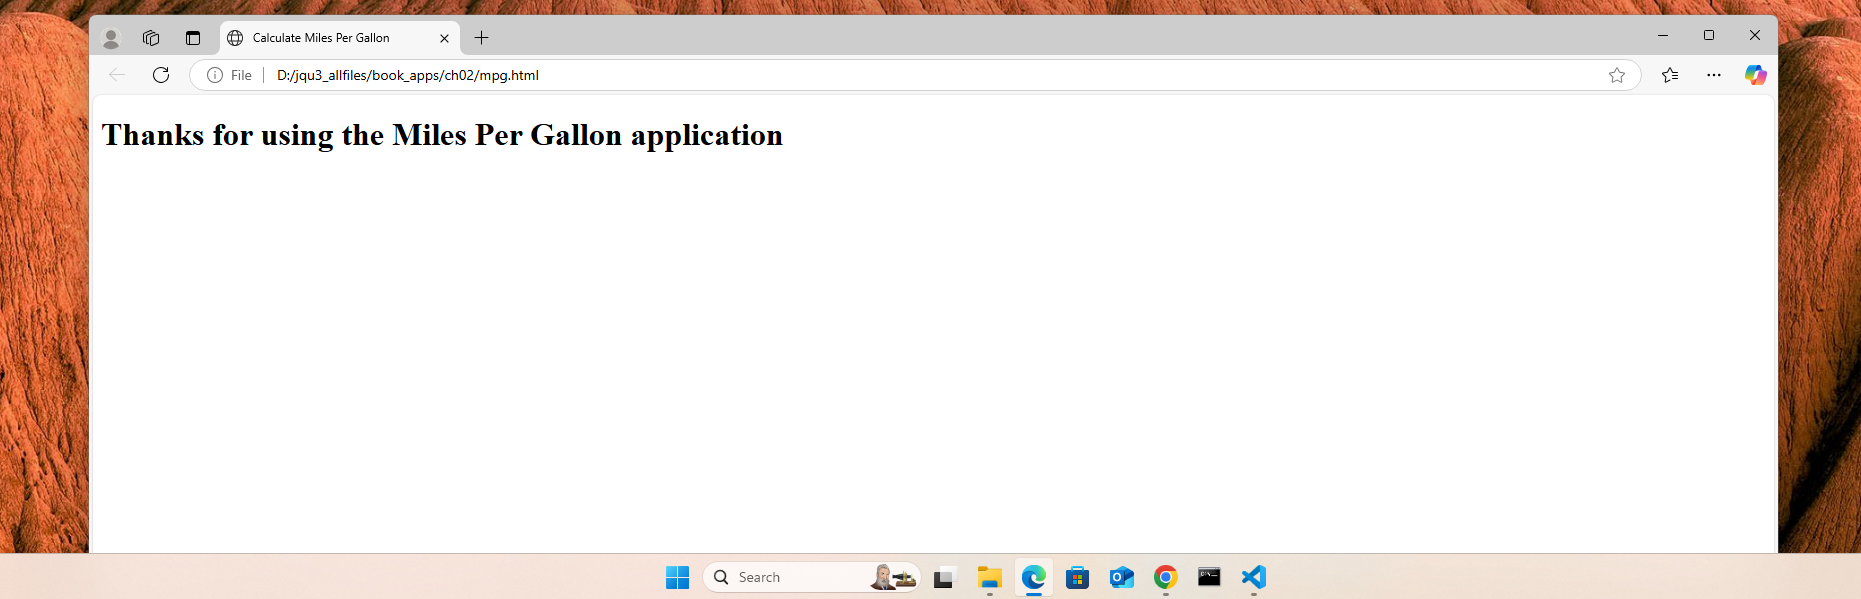 Calculate Miles Per Gallon
File
D:/jqu3_allfiles/book_apps/ch02/mpg.html
Thanks for using the Miles Per Gallon application
Search